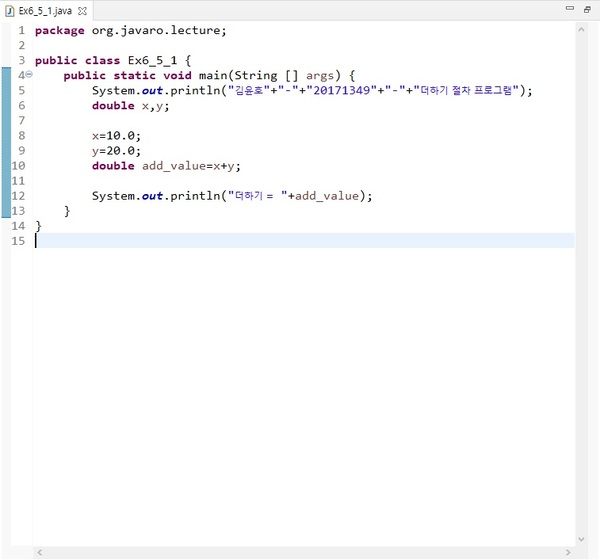 Ex6_5_1.java
1 package org.javaro.lecture;
2
3 public class Ex6_5_1 {
4 public static void main(String [] args) {
5 System.out.println("김윤호"+"-"+"20171349"+"-"+"더하기 절차 프로그램");
6 double x,y;
7
8 x=10.0;
9 y=20.0;
10 double add_value=x+y;
11
12 System.out.println("더하기 = "+add_value);
13 }
14 }
15